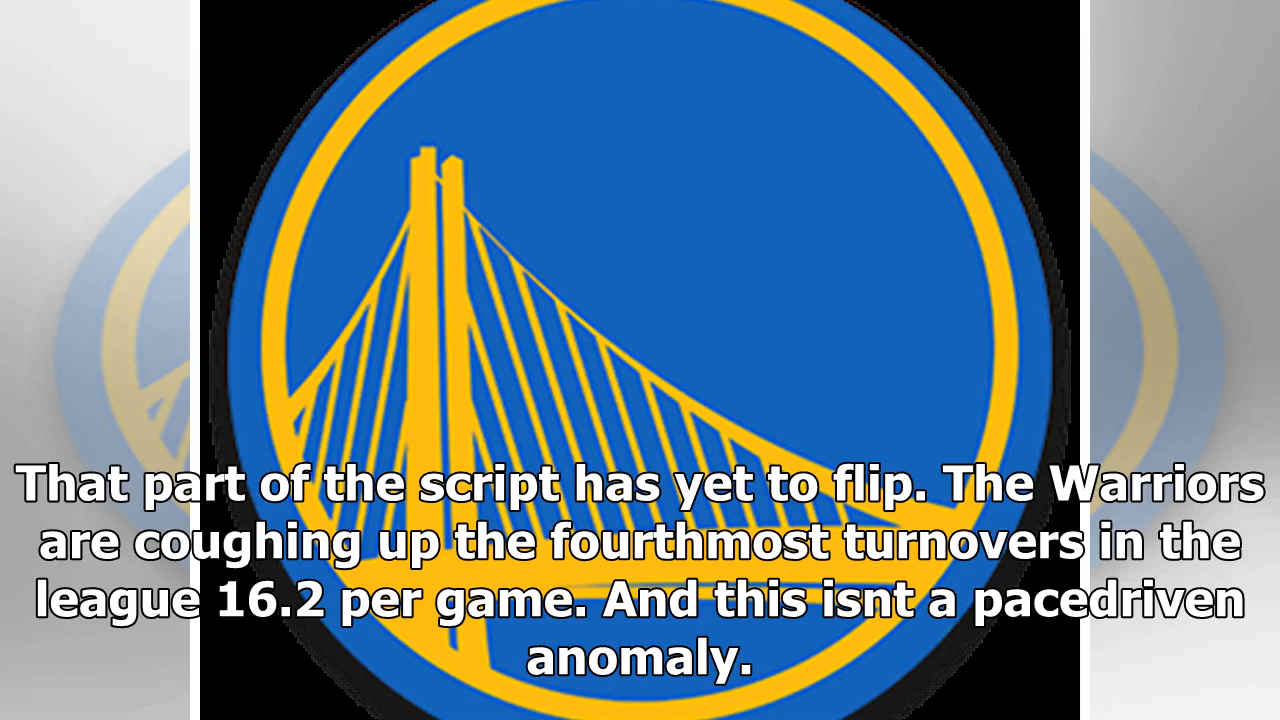 That part of the script has yet to flip. The Warriors
are coughing up the fourthmost turnovers in the
league 16.2 per game. And this isnt a pacedriven
anomaly.